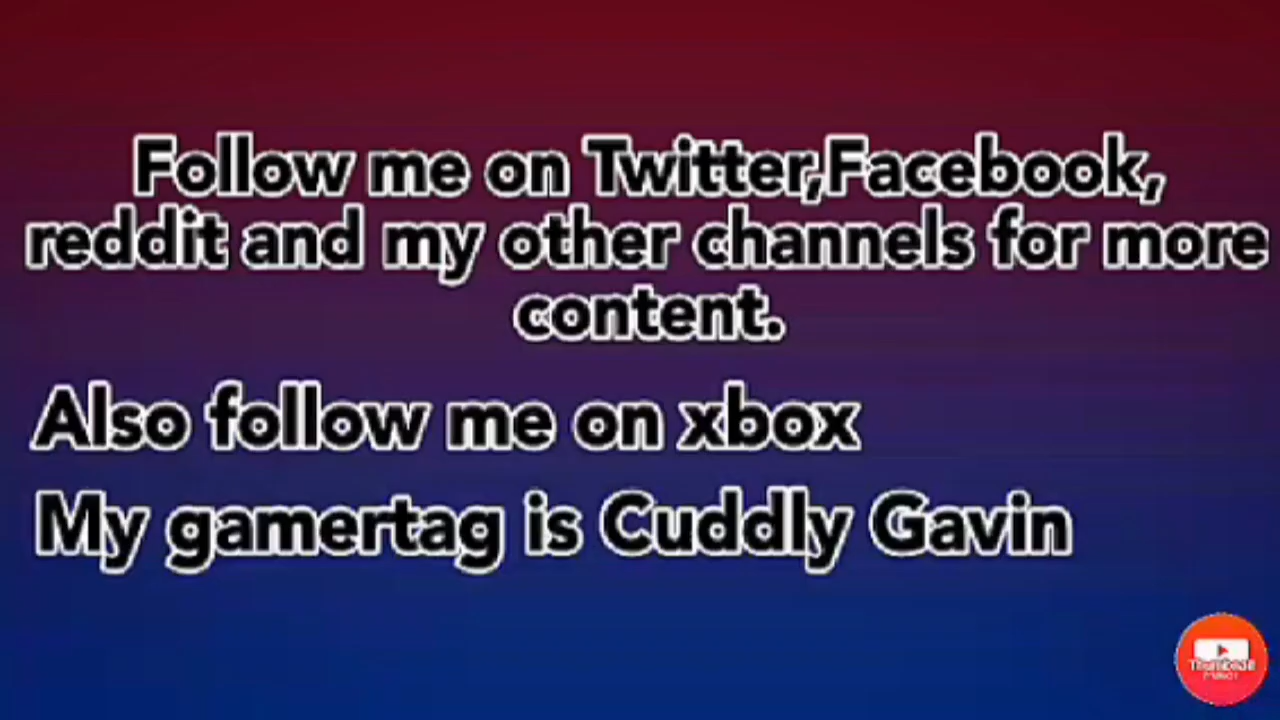 Follow me on Twitter,Facebook,
reddit and my other channels for more
content.
Also follow me on xbox
My gamertag is Cuddly Gavin
Thumbnail